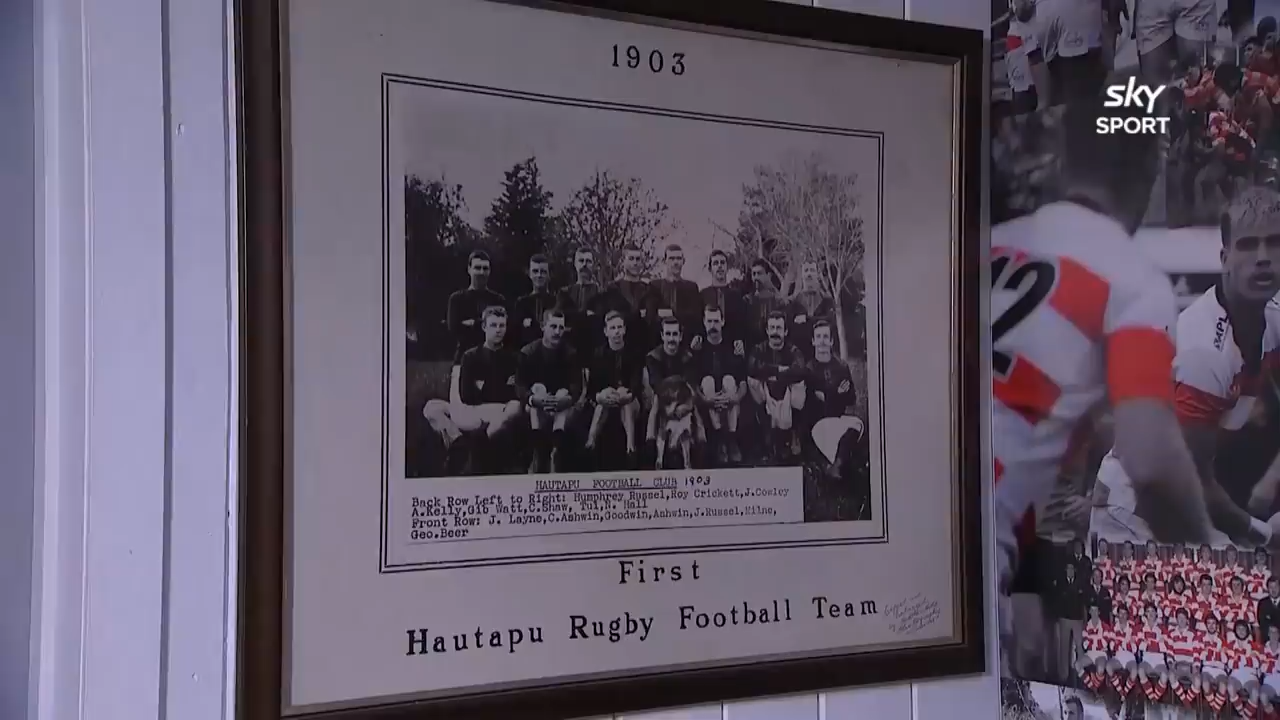 1903
sky
SPORT
HAUTAPU FOOTBALL CLUB 1903
Back Row Left to Right: Humphrey Russel,Roy Crickett,J.Cowley
A.Kelly,Gib Watt,C.Shaw, Tui,N. Hall
Front Row: J. Layne,C.Ashwin,Goodwin,Ashwin,J.Russel,Milne,
Geo.Beer
First
Hautapu Rugby Football Team
12